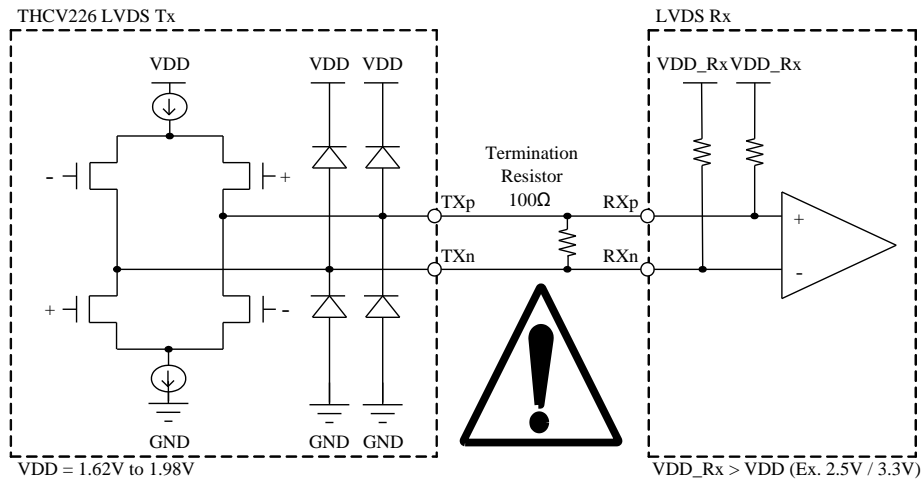 THCV226 LVDS Tx
LVDS Rx
VDD
VDD VDD
VDD_Rx VDD_Rx
-
+
Termination
Resistor
100Ω
TXp
RXp
+
TXn
RXn
-
+
-
!
GND
GND GND
VDD = 1.62V to 1.98V
VDD_Rx > VDD (Ex. 2.5V / 3.3V)